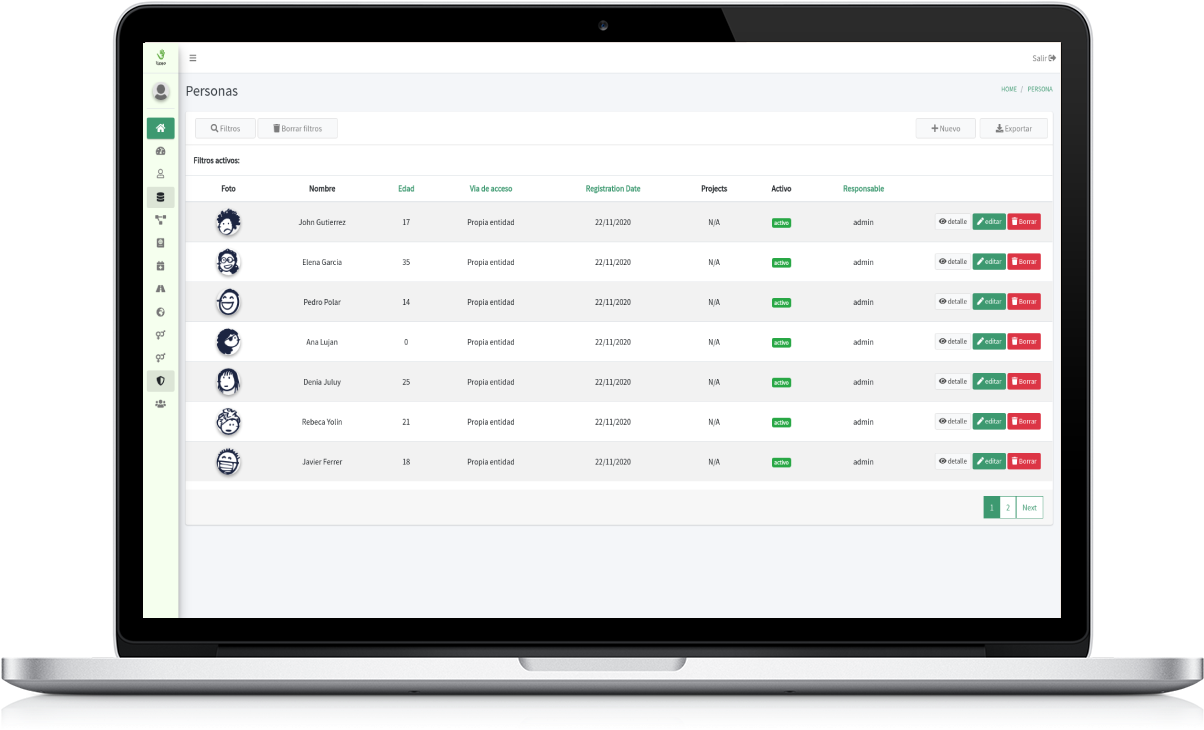 Salir
Personas
HOME / PERSONA
Filtros Borrar filtros Nuevo Exportar
Filtros activos:
Foto Nombre Edad Via de acceso Registration Date Projects Activo Responsable
John Gutierrez 17 Propia entidad 22/11/2020 N/A activo admin detalle editar Borrar
Elena Garcia 35 Propia entidad 22/11/2020 N/A activo admin detalle editar Borrar
Pedro Polar 14 Propia entidad 22/11/2020 N/A activo admin detalle editar Borrar
Ana Lujan 0 Propia entidad 22/11/2020 N/A activo admin detalle editar Borrar
Denia Juluy 25 Propia entidad 22/11/2020 N/A activo admin detalle editar Borrar
Rebeca Yolin 21 Propia entidad 22/11/2020 N/A activo admin detalle editar Borrar
Javier Ferrer 18 Propia entidad 22/11/2020 N/A activo admin detalle editar Borrar
1 2 Next